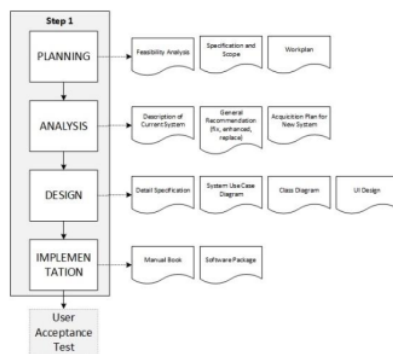 Step 1
PLANNING
Feasibility Analysis
Specification and
Scope
Workplan
ANALYSIS
Description of
Current System
General
Recommendation
(fix, enhanced,
replace)
Acquisition Plan for
New System
DESIGN
Detail Specification
System Use Case
Diagram
Class Diagram
UI Design
IMPLEMEN
TATION
Manual Book
Software Package
User
Acceptance
Test